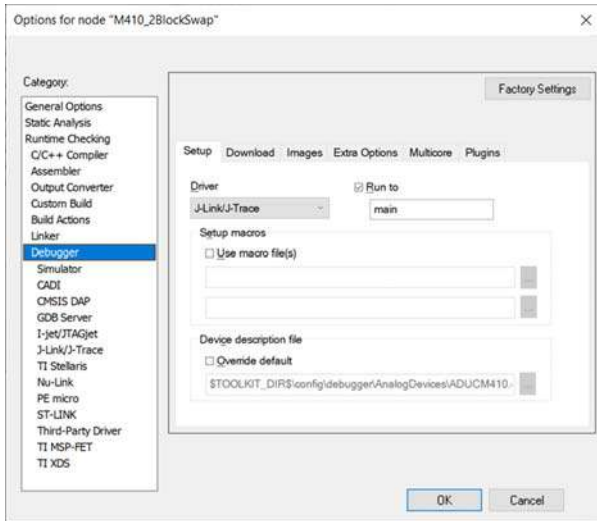 Options for node "M410_2BlockSwap"
Category:
Factory Settings
General Options
Static Analysis
Runtime Checking
C/C++ Compiler
Assembler
Output Converter
Custom Build
Build Actions
Linker
Debugger
Simulator
CADI
CMSIS DAP
GDB Server
I-jet/JTAGjet
J-Link/J-Trace
TI Stellaris
Nu-Link
PE micro
ST-LINK
Third-Party Driver
TI MSP-FET
TI XDS
Setup Download Images Extra Options Multicore Plugins
Driver
Run to
J-Link/J-Trace
main
Setup macros
Use macro file(s)
...
...
Device description file
Override default
$TOOLKIT_DIR$\config\debugger\AnalogDevices\ADUCM410.
...
OK Cancel